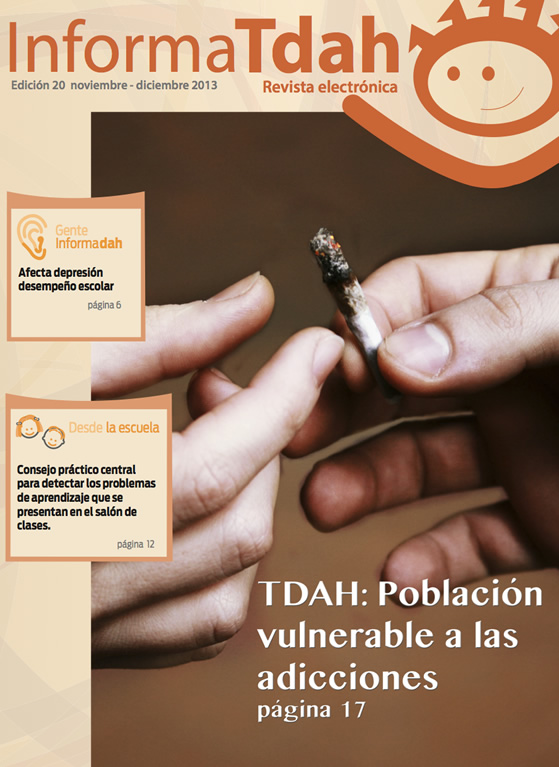 InformaTdah
Edición 20 noviembre - diciembre 2013
Revista electrónica
Gente
Informadah
Afecta depresión
desempeño escolar
página 6
Desde la escuela
Consejo práctico central
para detectar los problemas
de aprendizaje que se
presentan en el salón de
clases.
página 12
TDAH: Población
vulnerable a las
adicciones
página 17